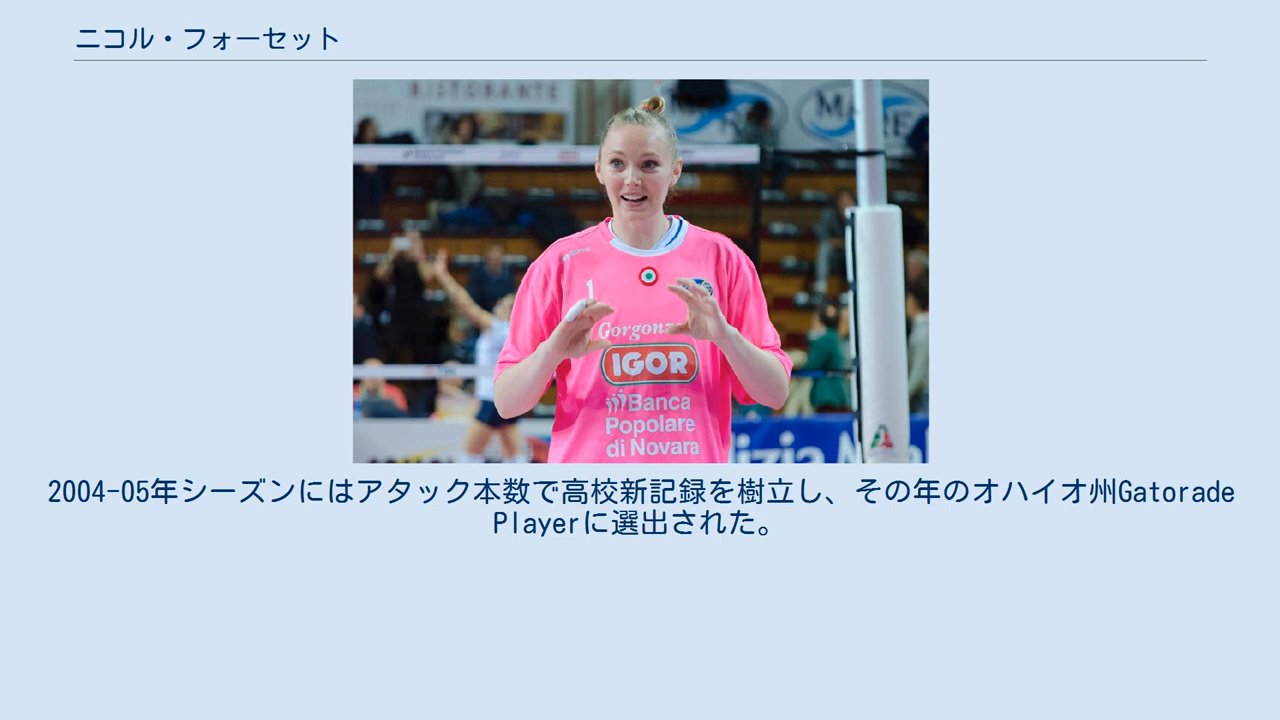 ニコル・フォーセット
RISTORANTE
1
IGOR
Banca
Popolare
di Novara
2004-05年シーズンにはアタック本数で高校新記録を樹立し、その年のオハイオ州Gatorade
Playerに選出された。